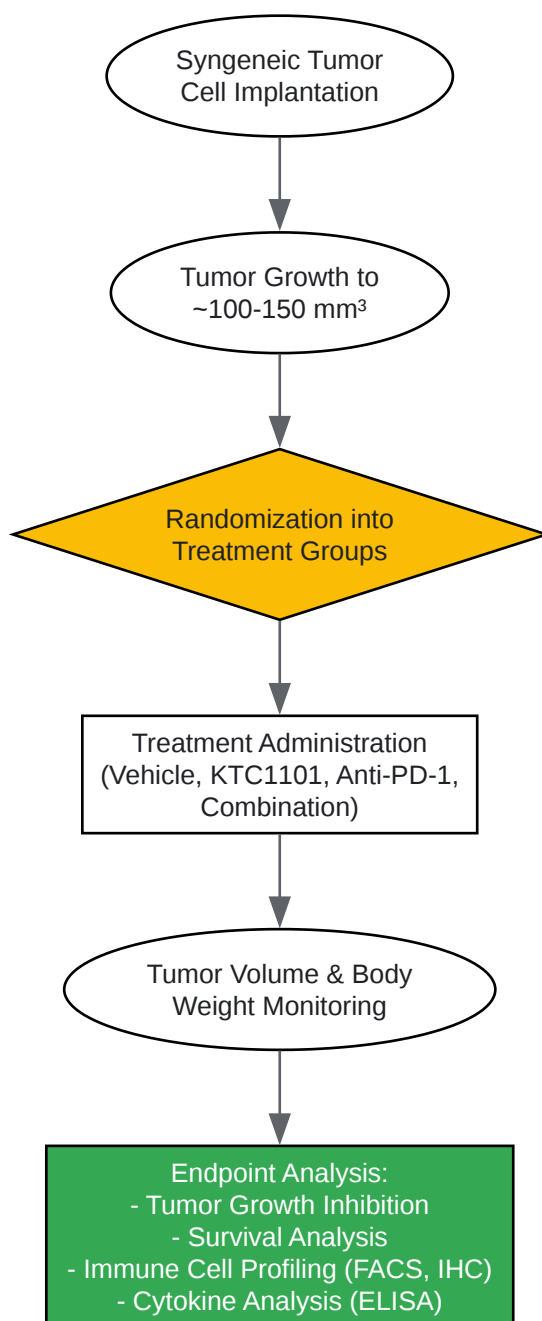 Syngeneic Tumor
Cell Implantation
Tumor Growth to
~100-150 mm³
Randomization into
Treatment Groups
Treatment Administration
(Vehicle, KTC1101, Anti-PD-1,
Combination)
Tumor Volume & Body
Weight Monitoring
Endpoint Analysis:
- Tumor Growth Inhibition
- Survival Analysis
- Immune Cell Profiling (FACS, IHC)
- Cytokine Analysis (ELISA)